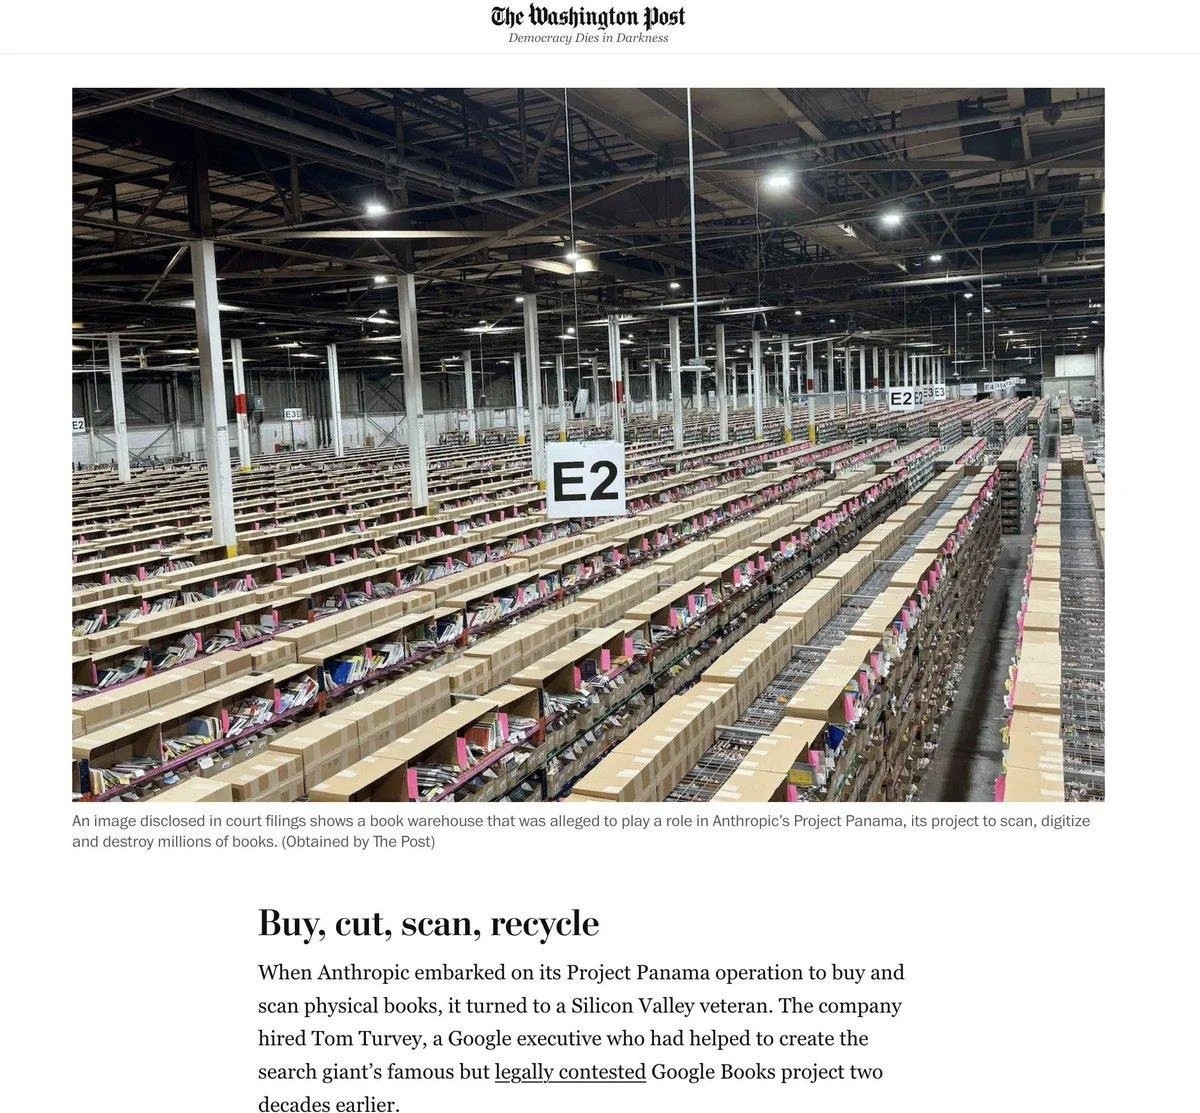 The Washington Post
Democracy Dies in Darkness
E2
E3
E2
E2
E3
E3
E4
E2
An image disclosed in court filings shows a book warehouse that was alleged to play a role in Anthropic’s Project Panama, its project to scan, digitize
and destroy millions of books. (Obtained by The Post)
Buy, cut, scan, recycle
When Anthropic embarked on its Project Panama operation to buy and
scan physical books, it turned to a Silicon Valley veteran. The company
hired Tom Turvey, a Google executive who had helped to create the
search giant’s famous but legally contested Google Books project two
decades earlier.